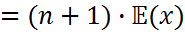 = (n + 1) · 𝔼(x)